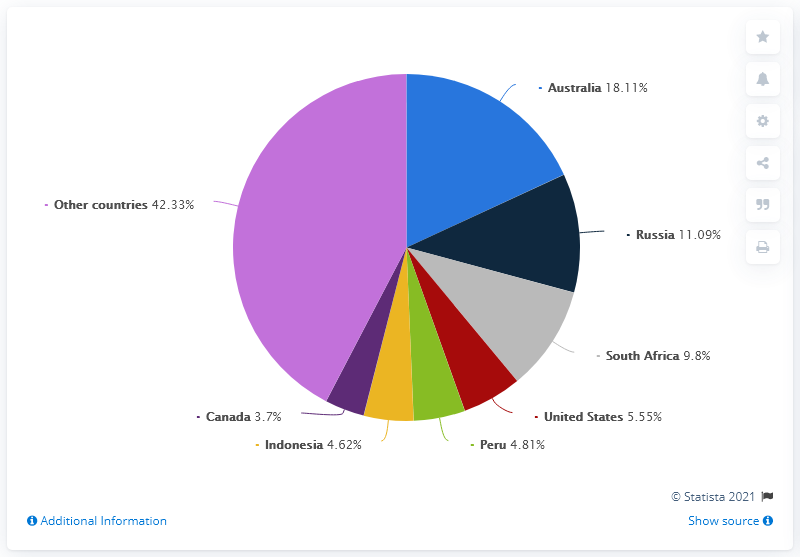 Australia 18.11%
Other countries 42.33%
Russia 11.09%
South Africa 9.8%
Canada 3.7%
United States 5.55%
Indonesia 4.62%
Peru 4.81%
© Statista 2021
Additional Information
Show source